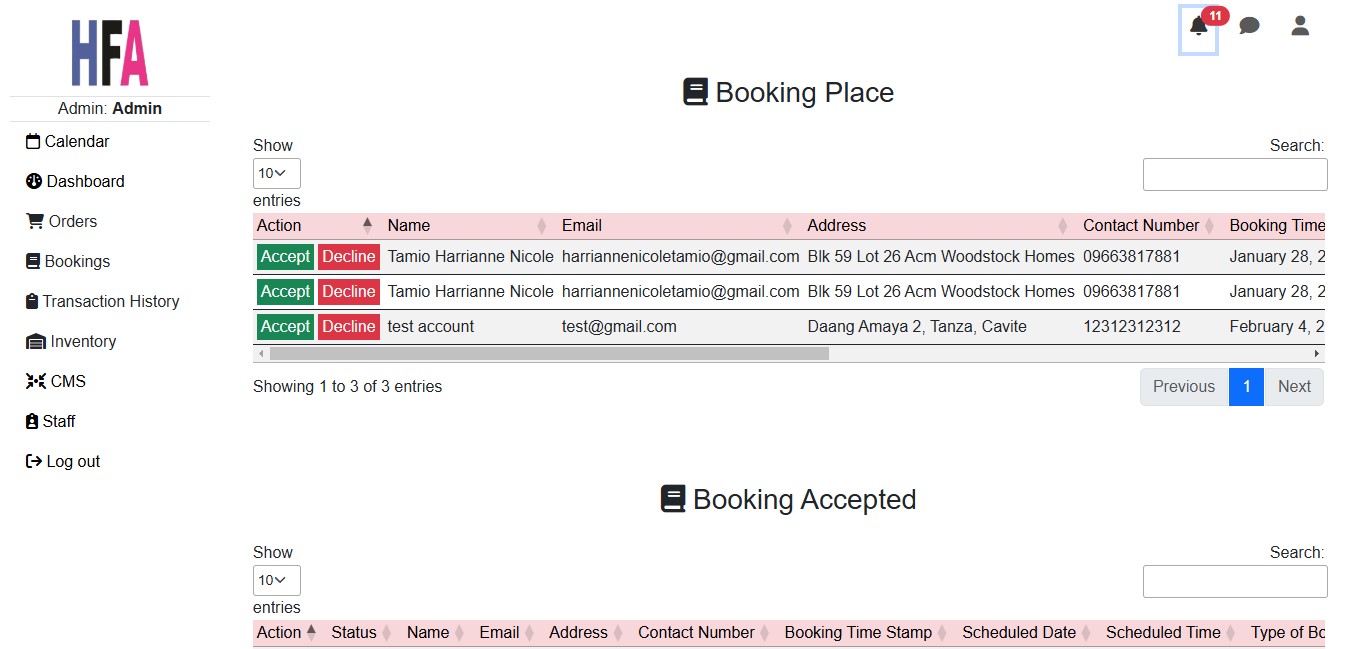 HFA
11
Admin: Admin
Calendar
Dashboard
Orders
Bookings
Transaction History
Inventory
CMS
Staff
Log out
Booking Place
Show
10
entries
Search:
Action Name Email Address Contact Number Booking Time
Accept Decline Tamio Harrianne Nicole harriannenicoletamio@gmail.com Blk 59 Lot 26 Acm Woodstock Homes 09663817881 January 28, 2
Accept Decline Tamio Harrianne Nicole harriannenicoletamio@gmail.com Blk 59 Lot 26 Acm Woodstock Homes 09663817881 January 28, 2
Accept Decline test account test@gmail.com Daang Amaya 2, Tanza, Cavite 12312312312 February 4, 2
Showing 1 to 3 of 3 entries
Previous 1 Next
Booking Accepted
Show
10
entries
Search:
Action Status Name Email Address Contact Number Booking Time Stamp Scheduled Date Scheduled Time Type of Bo